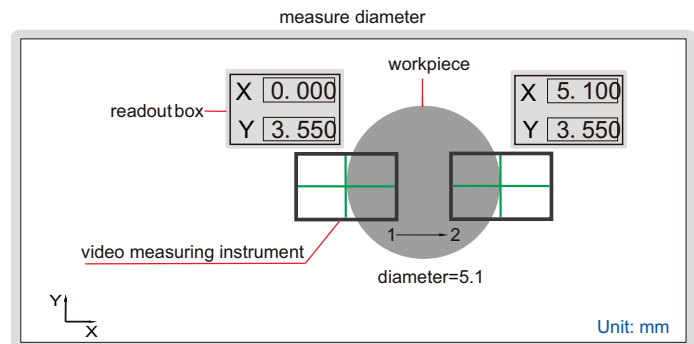 measure diameter
workpiece
X 0.000
Y 3.550
readout box
X 5.100
Y 3.550
1 2
video measuring instrument
diameter=5.1
Y
X
Unit: mm